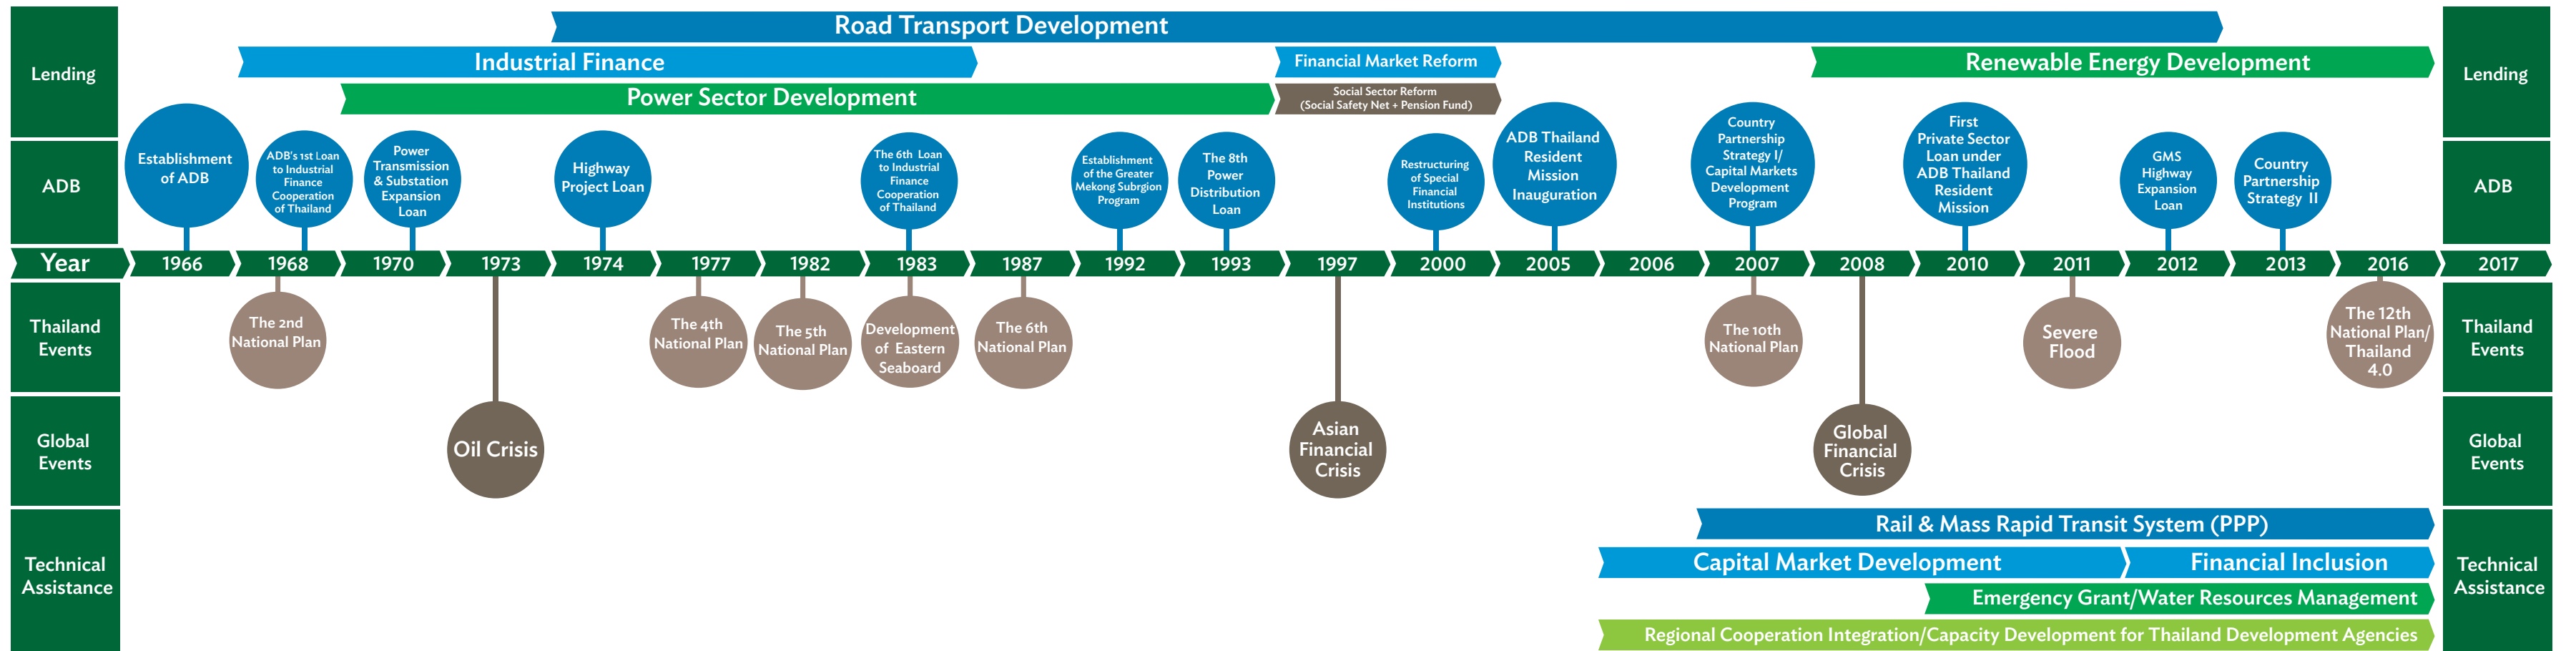 Road Transport Development
Industrial Finance
Financial Market Reform
Renewable Energy Development
Lending
Lending
Power Sector Development
Social Sector Reform
(Social Safety Net + Pension Fund)
ADB
Establishment
of ADB
ADB's 1st Loan
to Industrial
Finance
Cooperation
of Thailand
Power
Transmission
& Substation
Expansion
Loan
Highway
Project Loan
The 6th Loan
to Industrial
Finance
Cooperation
of Thailand
Establishment
of the Greater
Mekong Subrgion
Program
The 8th
Power
Distribution
Loan
Restructuring
of Special
Financial
Institutions
ADB Thailand
Resident
Mission
Inauguration
Country
Partnership
Strategy I/
Capital Markets
Development
Program
First
Private Sector
Loan under
ADB Thailand
Resident
Mission
GMS
Highway
Expansion
Loan
Country
Partnership
Strategy II
ADB
Year 1966 1968 1970 1973 1974 1977 1982 1983 1987 1992 1993 1997 2000 2005 2006 2007 2008 2010 2011 2012 2013 2016 2017
Thailand
Events
The 2nd
National Plan
The 4th
National Plan
The 5th
National Plan
Development
of Eastern
Seaboard
The 6th
National Plan
The 10th
National Plan
Severe
Flood
The 12th
National Plan/
Thailand
4.0
Thailand
Events
Global
Events
Oil Crisis
Asian
Financial
Crisis
Global
Financial
Crisis
Global
Events
Technical
Assistance
Rail & Mass Rapid Transit System (PPP)
Capital Market Development
Financial Inclusion
Emergency Grant/Water Resources Management
Regional Cooperation Integration/Capacity Development for Thailand Development Agencies
Technical
Assistance